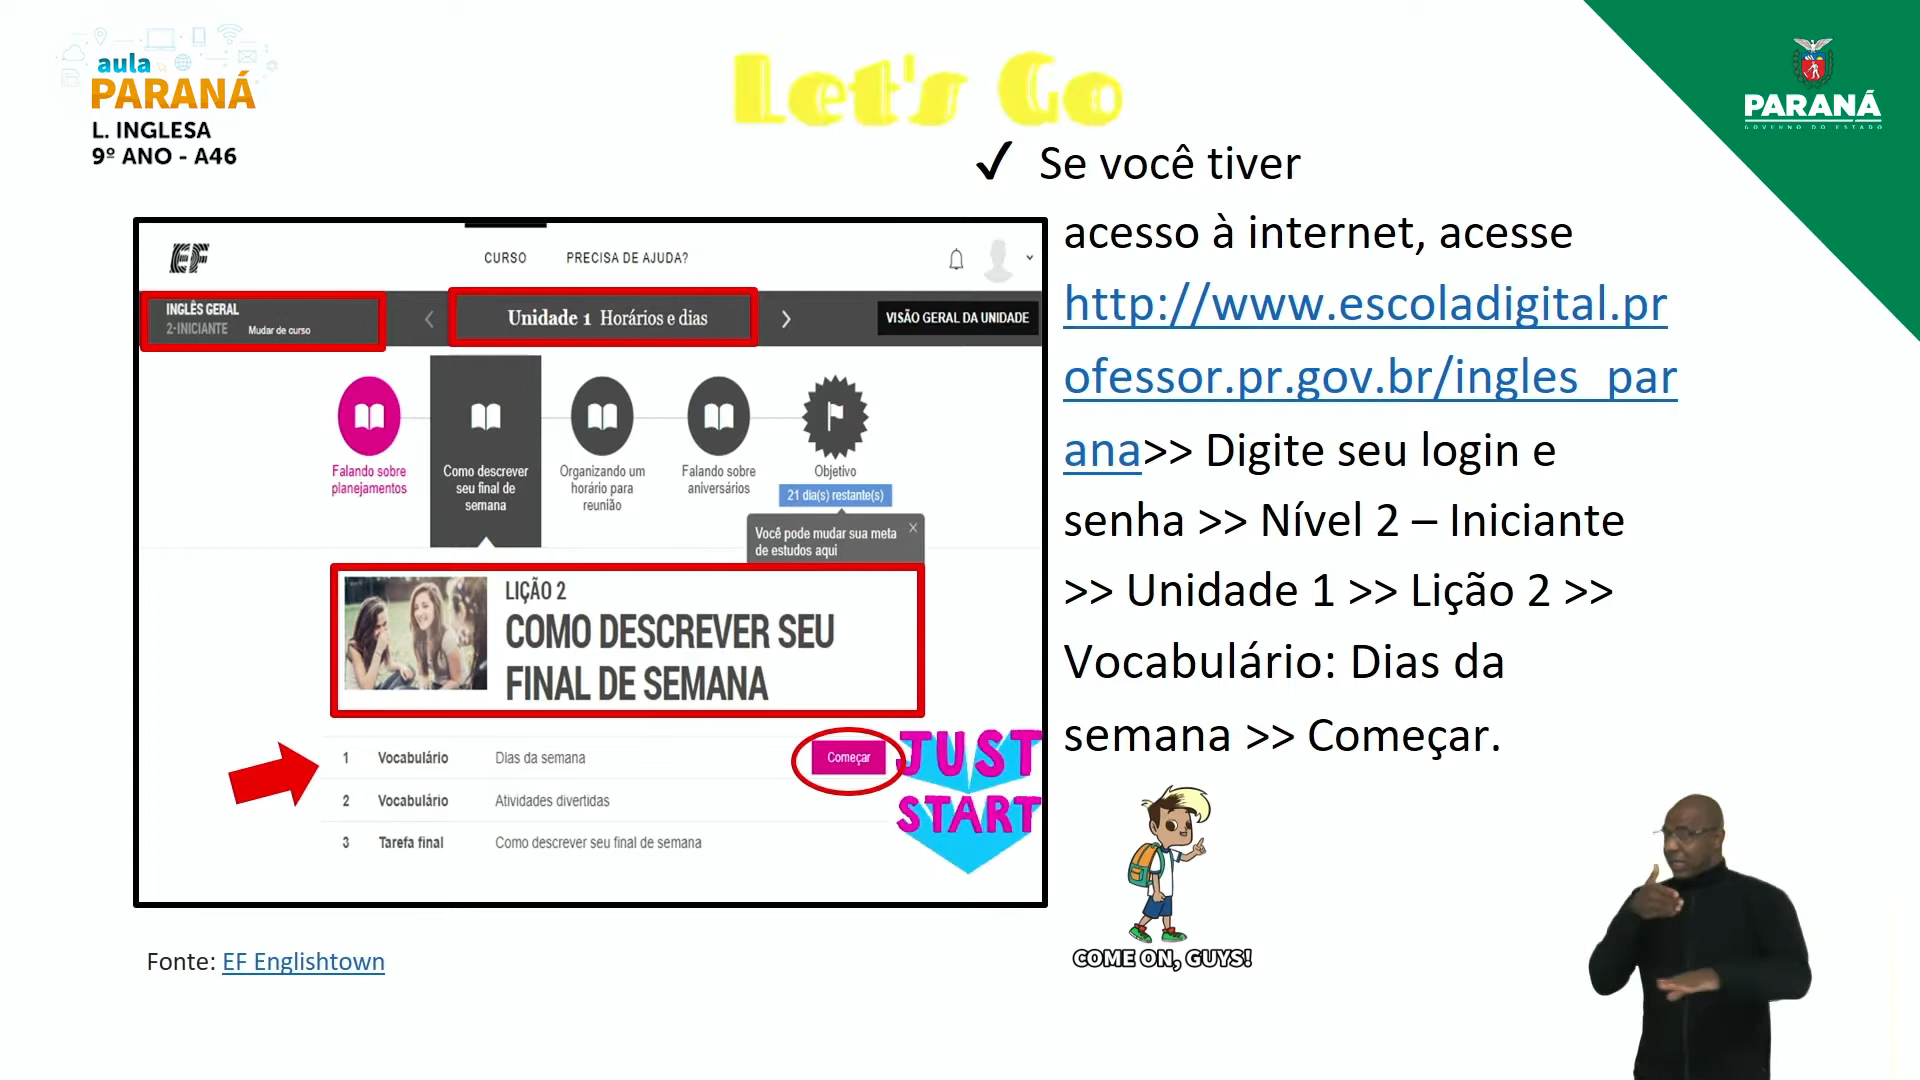 aula
PARANÁ
L. INGLESA
9º ANO - A46
Let's Go
PARANÁ
GOVERNO DO ESTADO
✓ Se você tiver
acesso à internet, acesse
http://www.escoladigital.pr
ofessor.pr.gov.br/ingles_par
ana>> Digite seu login e
senha >> Nível 2 – Iniciante
>> Unidade 1 >> Lição 2 >>
Vocabulário: Dias da
semana >> Começar.
EF
CURSO
PRECISA DE AJUDA?
INGLÊS GERAL
2-INICIANTE Mudar de curso
Unidade 1 Horários e dias
VISÃO GERAL DA UNIDADE
Falando sobre
planejamentos
Como descrever
seu final de
semana
Organizando um
horário para
reunião
Falando sobre
aniversários
Objetivo
21 dia(s) restante(s)
Você pode mudar sua meta
de estudos aqui
LIÇÃO 2
COMO DESCREVER SEU
FINAL DE SEMANA
1 Vocabulário Dias da semana Começar
2 Vocabulário Atividades divertidas
3 Tarefa final Como descrever seu final de semana
JUST
START
COME ON, GUYS!
Fonte: EF Englishtown